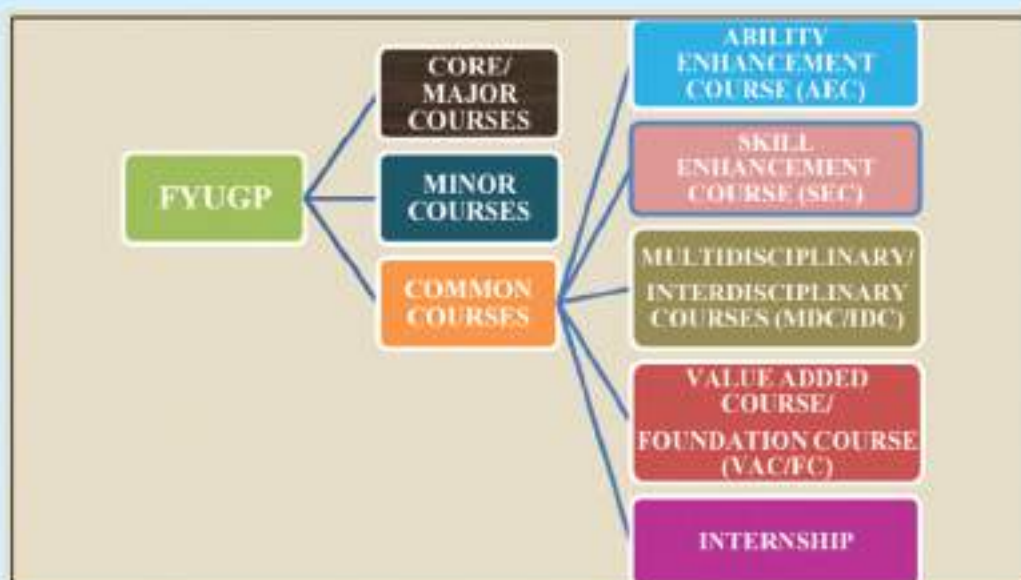 FYUGP
CORE/
MAJOR
COURSES
MINOR
COURSES
COMMON
COURSES
ABILITY
ENHANCEMENT
COURSE (AEC)
SKILL
ENHANCEMENT
COURSE (SEC)
MULTIDISCIPLINARY/
INTERDISCIPLINARY
COURSES (MDC/IDC)
VALUE ADDED
COURSE/
FOUNDATION COURSE
(VAC/FC)
INTERNSHIP